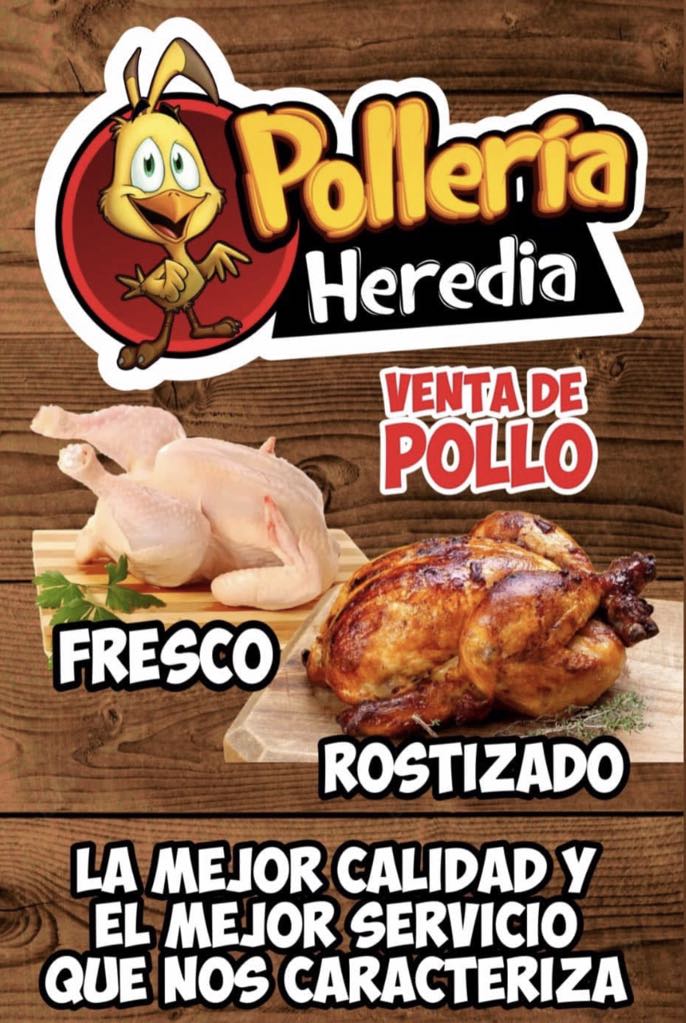 Pollería
Heredia
VENTA DE
POLLO
FRESCO
ROSTIZADO
LA MEJOR CALIDAD Y
EL MEJOR SERVICIO
QUE NOS CARACTERIZA